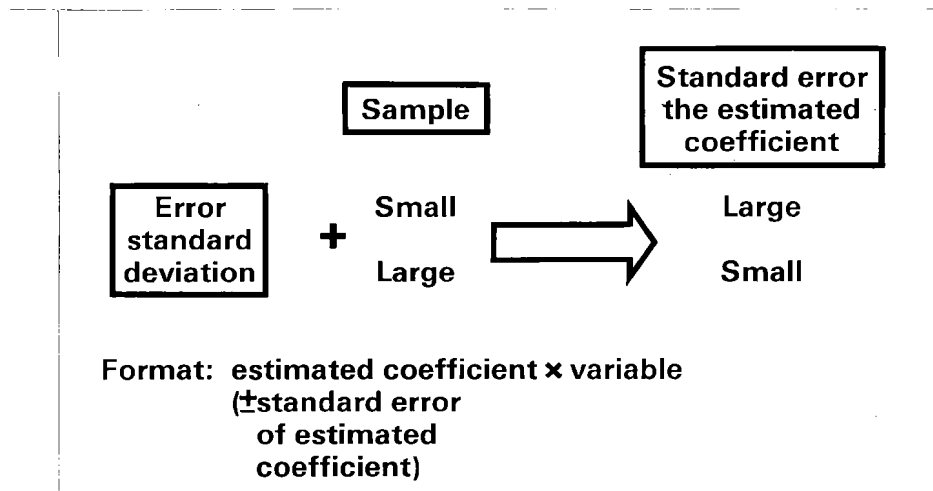 Sample
Standard error
the estimated
coefficient
Error
standard
deviation
+
Small
Large
Large
Small
Format: estimated coefficient × variable
(±standard error
of estimated
coefficient)